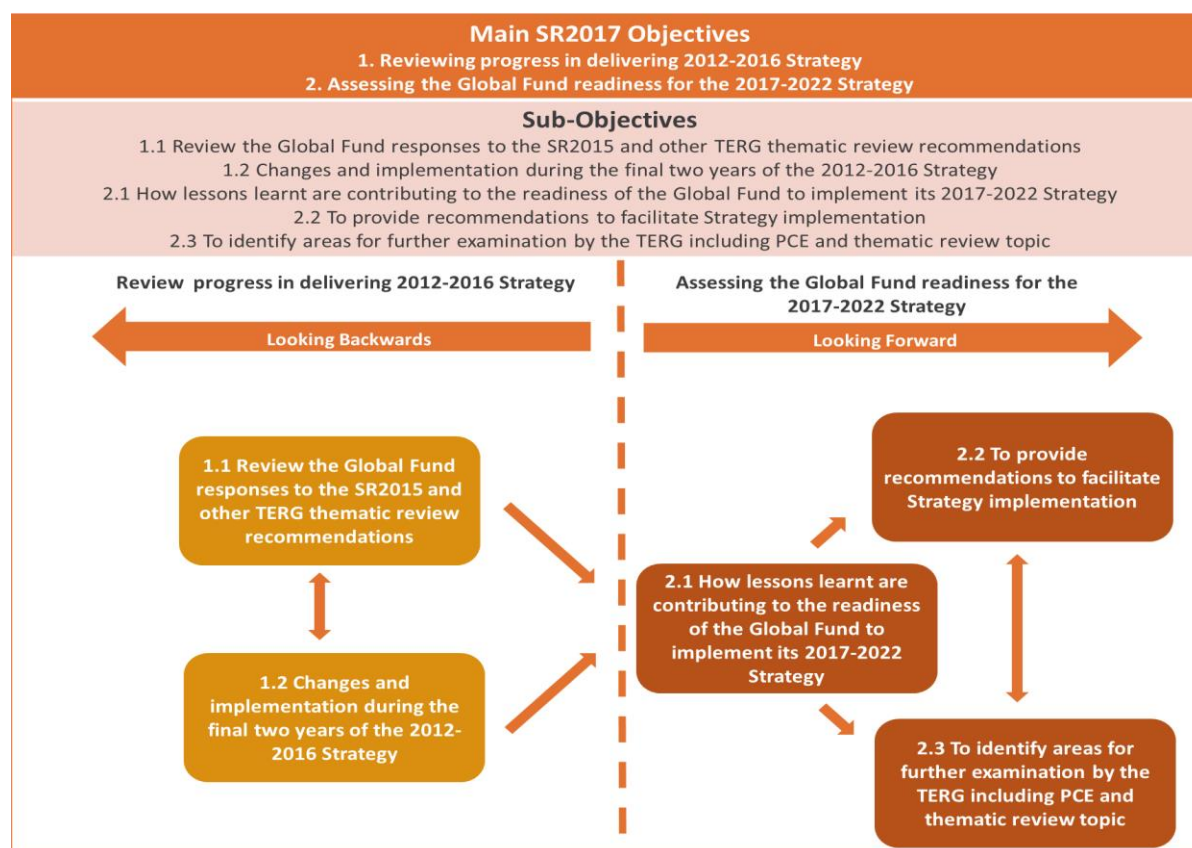 Main SR2017 Objectives
1. Reviewing progress in delivering 2012-2016 Strategy
2. Assessing the Global Fund readiness for the 2017-2022 Strategy
Sub-Objectives
1.1 Review the Global Fund responses to the SR2015 and other TERG thematic review recommendations
1.2 Changes and implementation during the final two years of the 2012-2016 Strategy
2.1 How lessons learnt are contributing to the readiness of the Global Fund to implement its 2017-2022 Strategy
2.2 To provide recommendations to facilitate Strategy implementation
2.3 To identify areas for further examination by the TERG including PCE and thematic review topic
Review progress in delivering 2012-2016 Strategy
Looking Backwards
1.1 Review the Global Fund
responses to the SR2015 and
other TERG thematic review
recommendations
1.2 Changes and
implementation during the
final two years of the 2012-
2016 Strategy
Assessing the Global Fund readiness for the
2017-2022 Strategy
Looking Forward
2.1 How lessons learnt are
contributing to the readiness
of the Global Fund to
implement its 2017-2022
Strategy
2.2 To provide
recommendations to facilitate
Strategy implementation
2.3 To identify areas for
further examination by the
TERG including PCE and
thematic review topic